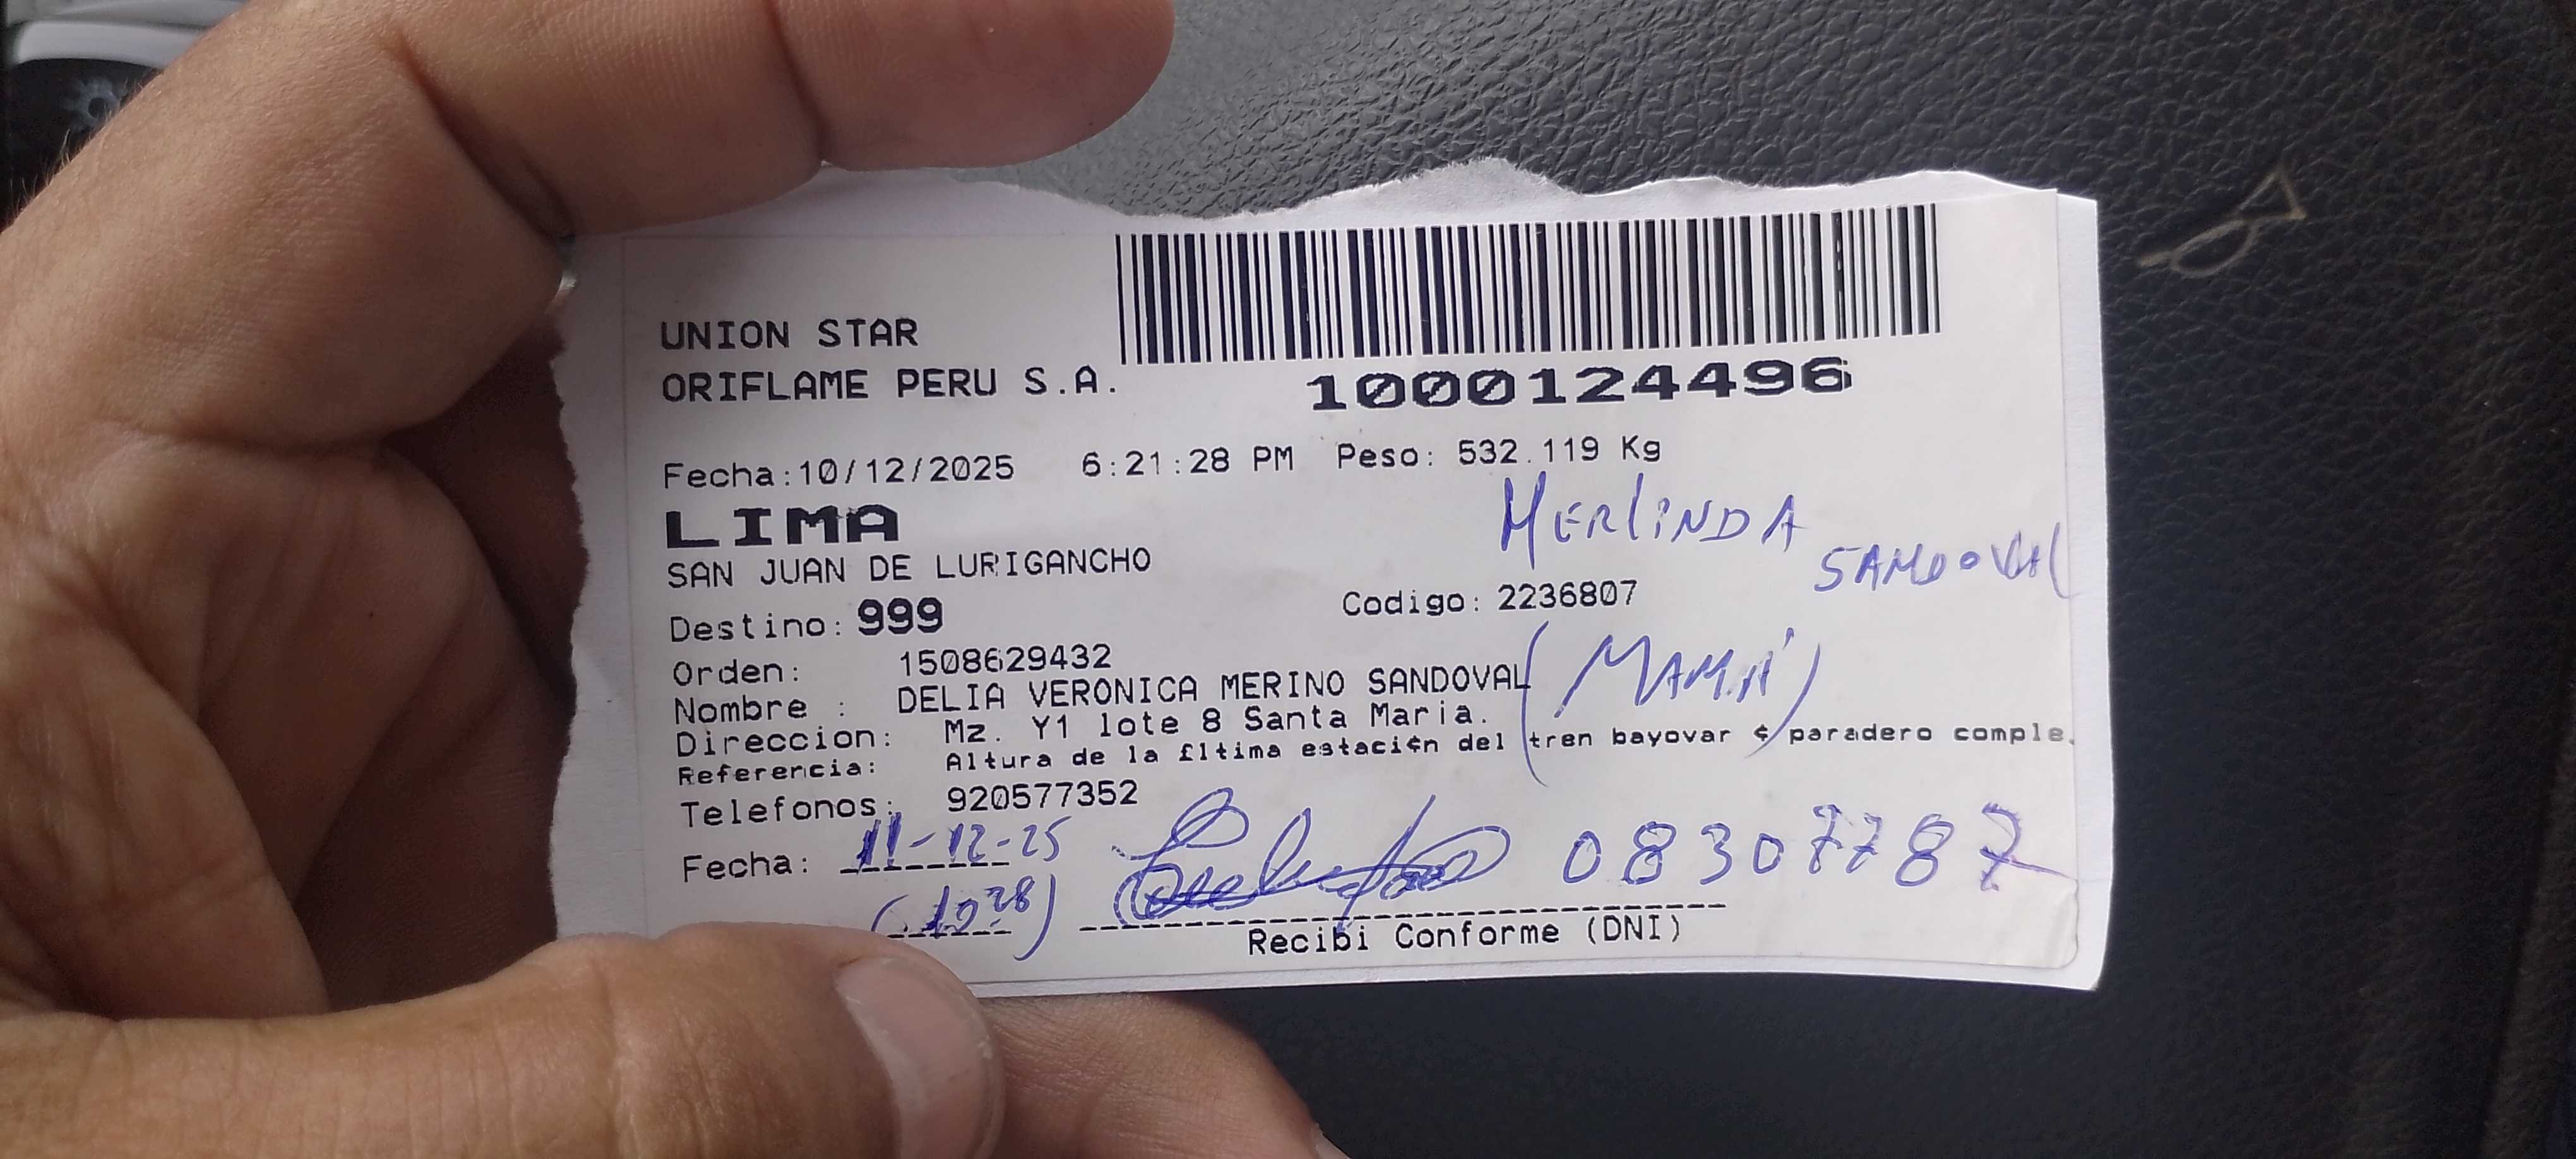 UNION STAR
ORIFLAME PERU S.A.
1000124496
Fecha:10/12/2025 6:21:28 PM Peso: 532.119 Kg
LIMA
MERLINDA
SANDOVAL
SAN JUAN DE LURIGANCHO
Destino: 999 Codigo: 2236807
Orden: 1508629432
Nombre : DELIA VERONICA MERINO SANDOVAL
(MAMÁ)
Direccion: Mz. Y1 lote 8 Santa Maria.
Referencia: Altura de la £ltima estaci¢n del tren bayovar ¢ paradero comple.
Telefonos: 920577352
Fecha: 11-12-25 08307787
(10 28)
Recibi Conforme (DNI)